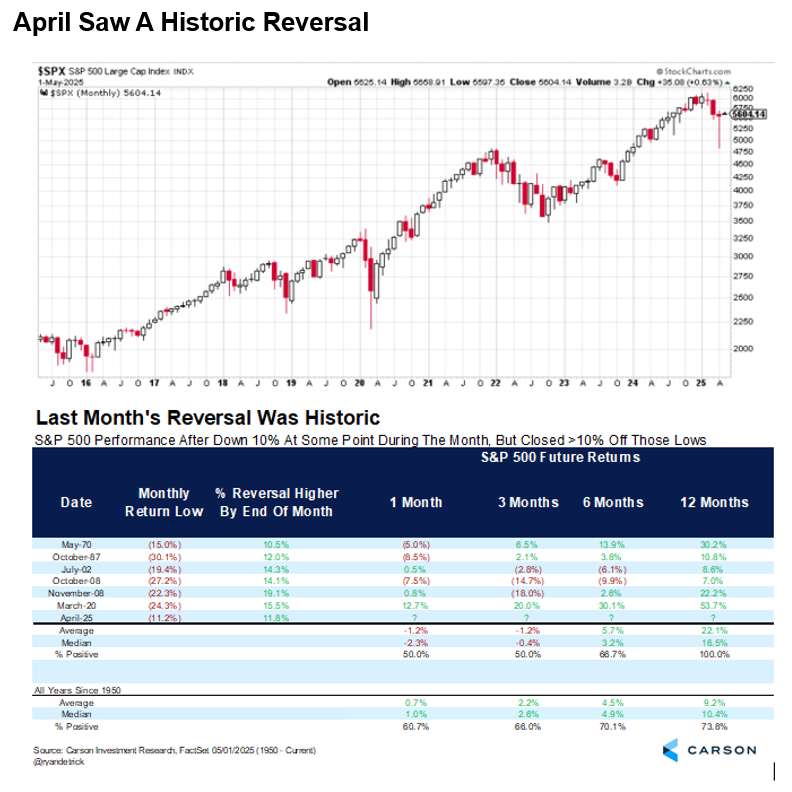 April Saw A Historic Reversal
$SPX S&P 500 Large Cap Index INDX
© StockCharts.com
1-May-2025
Open 5625.14 High 5658.91 Low 5597.35 Close 5604.14 Volume 3.2B Chg +35.08 (+0.63%)
$SPX (Monthly) 5604.14
6250
6000
5750
5604.14
5250
5000
4750
4500
4250
4000
3750
3500
3250
3000
2750
2500
2250
2000
J O 16 A J O 17 A J O 18 A J O 19 A J O 20 A J O 21 A J O 22 A J O 23 A J O 24 A J O 25 A
Last Month's Reversal Was Historic
S&P 500 Performance After Down 10% At Some Point During The Month, But Closed >10% Off Those Lows
S&P 500 Future Returns
Date Monthly Return Low % Reversal Higher By End Of Month 1 Month 3 Months 6 Months 12 Months
May-70 (15.0%) 10.5% (5.0%) 6.5% 13.9% 30.2%
October-87 (30.1%) 12.0% (8.5%) 2.1% 3.8% 10.8%
July-02 (19.4%) 14.3% 0.5% (2.8%) (6.1%) 8.6%
October-08 (27.2%) 14.1% (7.5%) (14.7%) (9.9%) 7.0%
November-08 (22.3%) 19.1% 0.8% (18.0%) 2.6% 22.2%
March-20 (24.3%) 15.5% 12.7% 20.0% 30.1% 53.7%
April-25 (11.2%) 11.8% ? ? ? ?
Average -1.2% -1.2% 5.7% 22.1%
Median -2.3% -0.4% 3.2% 16.5%
% Positive 50.0% 50.0% 66.7% 100.0%
All Years Since 1950
Average 0.7% 2.2% 4.5% 9.2%
Median 1.0% 2.6% 4.9% 10.4%
% Positive 60.7% 66.0% 70.1% 73.8%
Source: Carson Investment Research, FactSet 05/01/2025 (1950 - Current)
@ryandetrick
CARSON